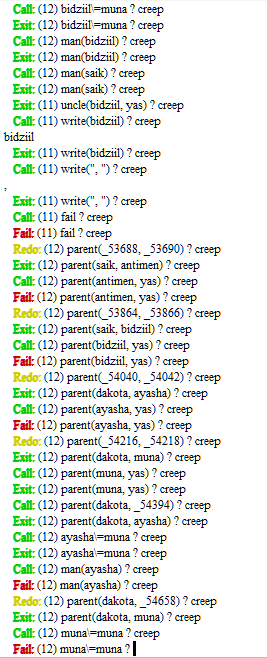 Call: (12) bidziil\=muna ? creep
Exit: (12) bidziil\=muna ? creep
Call: (12) man(bidziil) ? creep
Exit: (12) man(bidziil) ? creep
Call: (12) man(saik) ? creep
Exit: (12) man(saik) ? creep
Exit: (11) uncle(bidziil, yas) ? creep
Call: (11) write(bidziil) ? creep
bidziil
Exit: (11) write(bidziil) ? creep
Call: (11) write(", ") ? creep
,
Exit: (11) write(", ") ? creep
Call: (11) fail ? creep
Fail: (11) fail ? creep
Redo: (12) parent(_53688, _53690) ? creep
Exit: (12) parent(saik, antimen) ? creep
Call: (12) parent(antimen, yas) ? creep
Fail: (12) parent(antimen, yas) ? creep
Redo: (12) parent(_53864, _53866) ? creep
Exit: (12) parent(saik, bidziil) ? creep
Call: (12) parent(bidziil, yas) ? creep
Fail: (12) parent(bidziil, yas) ? creep
Redo: (12) parent(_54040, _54042) ? creep
Exit: (12) parent(dakota, ayasha) ? creep
Call: (12) parent(ayasha, yas) ? creep
Fail: (12) parent(ayasha, yas) ? creep
Redo: (12) parent(_54216, _54218) ? creep
Exit: (12) parent(dakota, muna) ? creep
Call: (12) parent(muna, yas) ? creep
Exit: (12) parent(muna, yas) ? creep
Call: (12) parent(dakota, _54394) ? creep
Exit: (12) parent(dakota, ayasha) ? creep
Call: (12) ayasha\=muna ? creep
Exit: (12) ayasha\=muna ? creep
Call: (12) man(ayasha) ? creep
Fail: (12) man(ayasha) ? creep
Redo: (12) parent(dakota, _54658) ? creep
Exit: (12) parent(dakota, muna) ? creep
Call: (12) muna\=muna ? creep
Fail: (12) muna\=muna ?